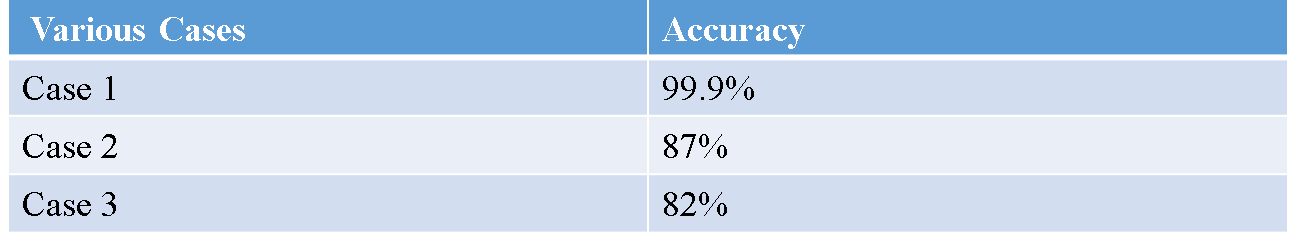 Various Cases Accuracy
Case 1 99.9%
Case 2 87%
Case 3 82%